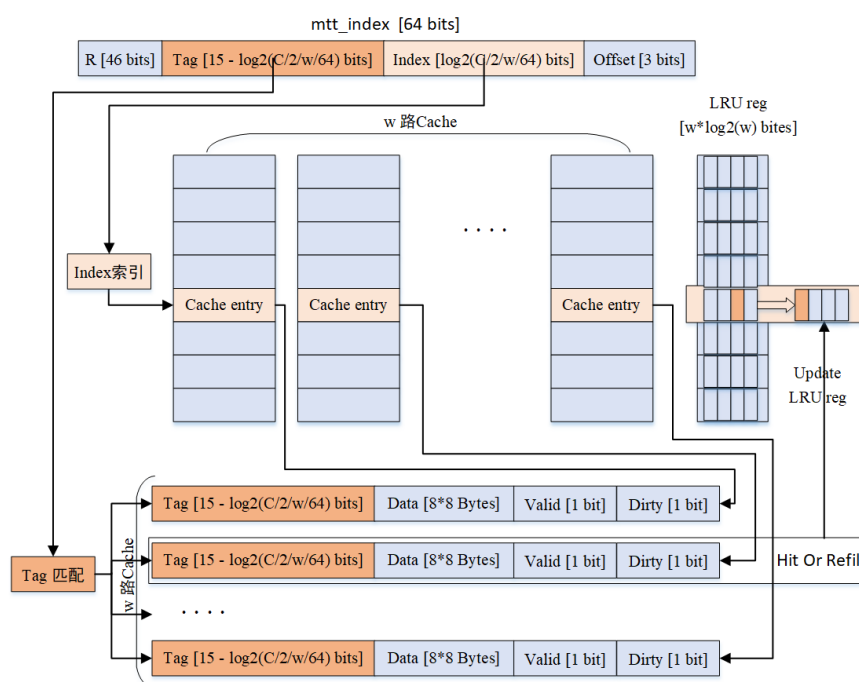 mtt_index [64 bits]
R [46 bits]
Tag [15 - log2(C/2/w/64) bits]
Index [log2(C/2/w/64) bits]
Offset [3 bits]
w 路Cache
LRU reg
[w*log2(w) bites]
· · · ·
Index索引
Cache entry
Cache entry
Cache entry
Update
LRU reg
Tag [15 - log2(C/2/w/64) bits]
Data [8*8 Bytes]
Valid [1 bit]
Dirty [1 bit]
Tag 匹配
w 路Cache
Tag [15 - log2(C/2/w/64) bits]
Data [8*8 Bytes]
Valid [1 bit]
Dirty [1 bit]
Hit Or Refill
· · · ·
Tag [15 - log2(C/2/w/64) bits]
Data [8*8 Bytes]
Valid [1 bit]
Dirty [1 bit]